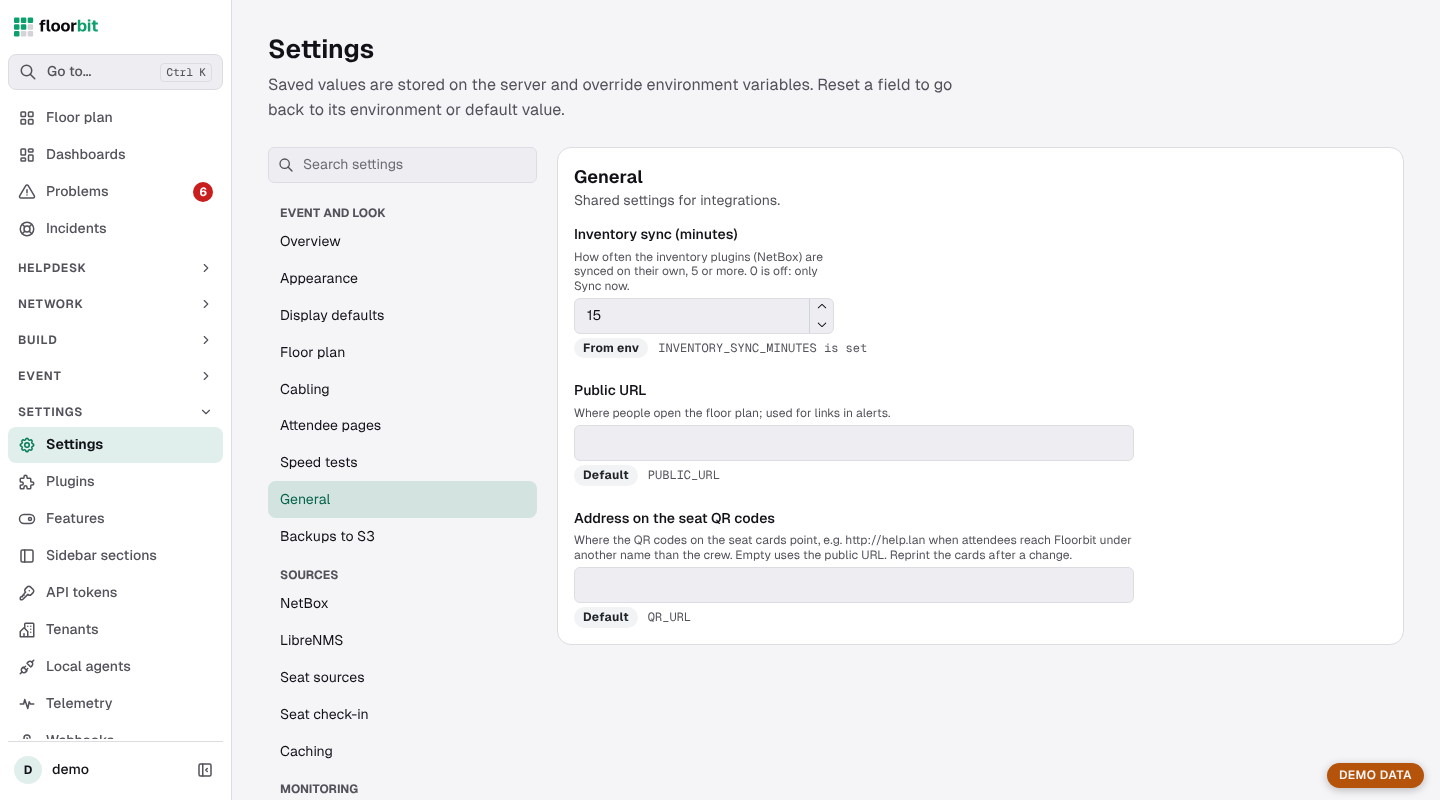 floorbit
Go to...
Ctrl K
Floor plan
Dashboards
Problems
6
Incidents
HELPDESK
NETWORK
BUILD
EVENT
SETTINGS
Settings
Plugins
Features
Sidebar sections
API tokens
Tenants
Local agents
Telemetry
Webhooks
D
demo
Settings
Saved values are stored on the server and override environment variables. Reset a field to go
back to its environment or default value.
Search settings
EVENT AND LOOK
Overview
Appearance
Display defaults
Floor plan
Cabling
Attendee pages
Speed tests
General
Backups to S3
SOURCES
NetBox
LibreNMS
Seat sources
Seat check-in
Caching
MONITORING
General
Shared settings for integrations.
Inventory sync (minutes)
How often the inventory plugins (NetBox) are
synced on their own, 5 or more. 0 is off: only
Sync now.
15
From env
INVENTORY_SYNC_MINUTES is set
Public URL
Where people open the floor plan; used for links in alerts.
Default
PUBLIC_URL
Address on the seat QR codes
Where the QR codes on the seat cards point, e.g. http://help.lan when attendees reach Floorbit under
another name than the crew. Empty uses the public URL. Reprint the cards after a change.
Default
QR_URL
DEMO DATA